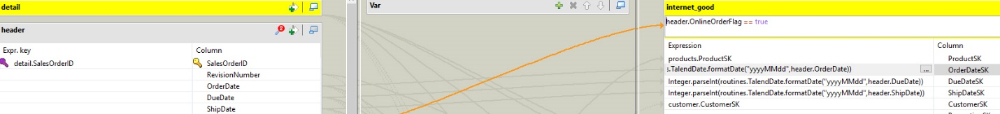 detail
header
Expr. key
Column
detail.SalesOrderID
SalesOrderID
RevisionNumber
OrderDate
DueDate
ShipDate
Var
internet_good
header.OnlineOrderFlag == true
Expression
Column
products.ProductSK
ProductSK
s.TalendDate.formatDate("yyyyMMdd",header.OrderDate))
...
OrderDateSK
Integer.parseInt(routines.TalendDate.formatDate("yyyyMMdd",header.DueDate))
DueDateSK
Integer.parseInt(routines.TalendDate.formatDate("yyyyMMdd",header.ShipDate))
ShipDateSK
customer.CustomerSK
CustomerSK